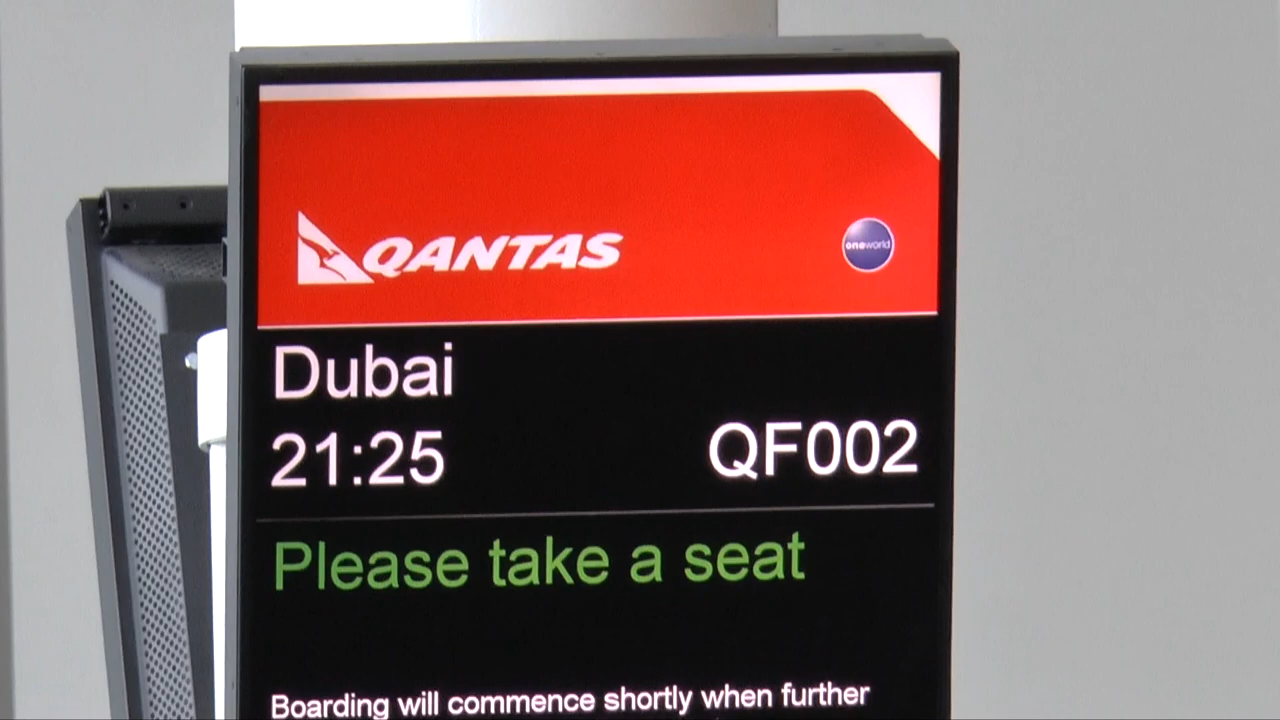 QANTAS
oneworld
Dubai
21:25 QF002
Please take a seat
Boarding will commence shortly when further